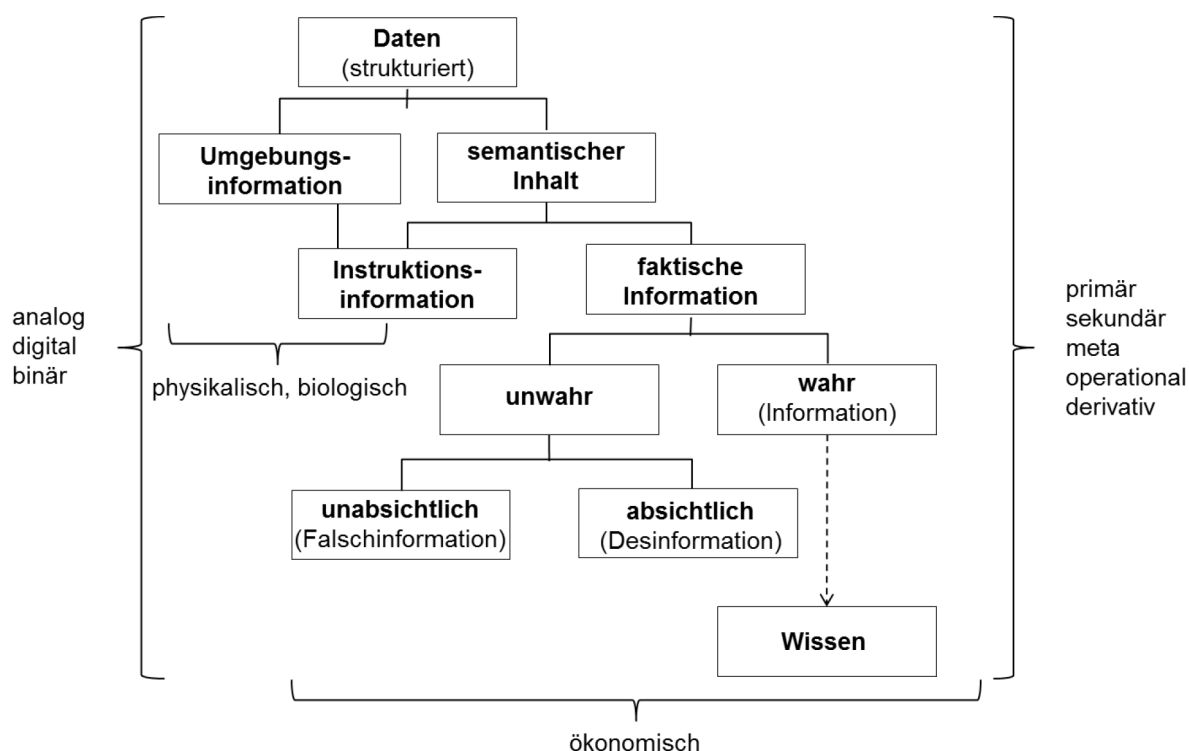 Daten
(strukturiert)
Umgebungs-
information
semantischer
Inhalt
Instruktions-
information
faktische
Information
analog
digital
binär
primär
sekundär
meta
operational
derivativ
physikalisch, biologisch
unwahr
wahr
(Information)
unabsichtlich
(Falschinformation)
absichtlich
(Desinformation)
Wissen
ökonomisch